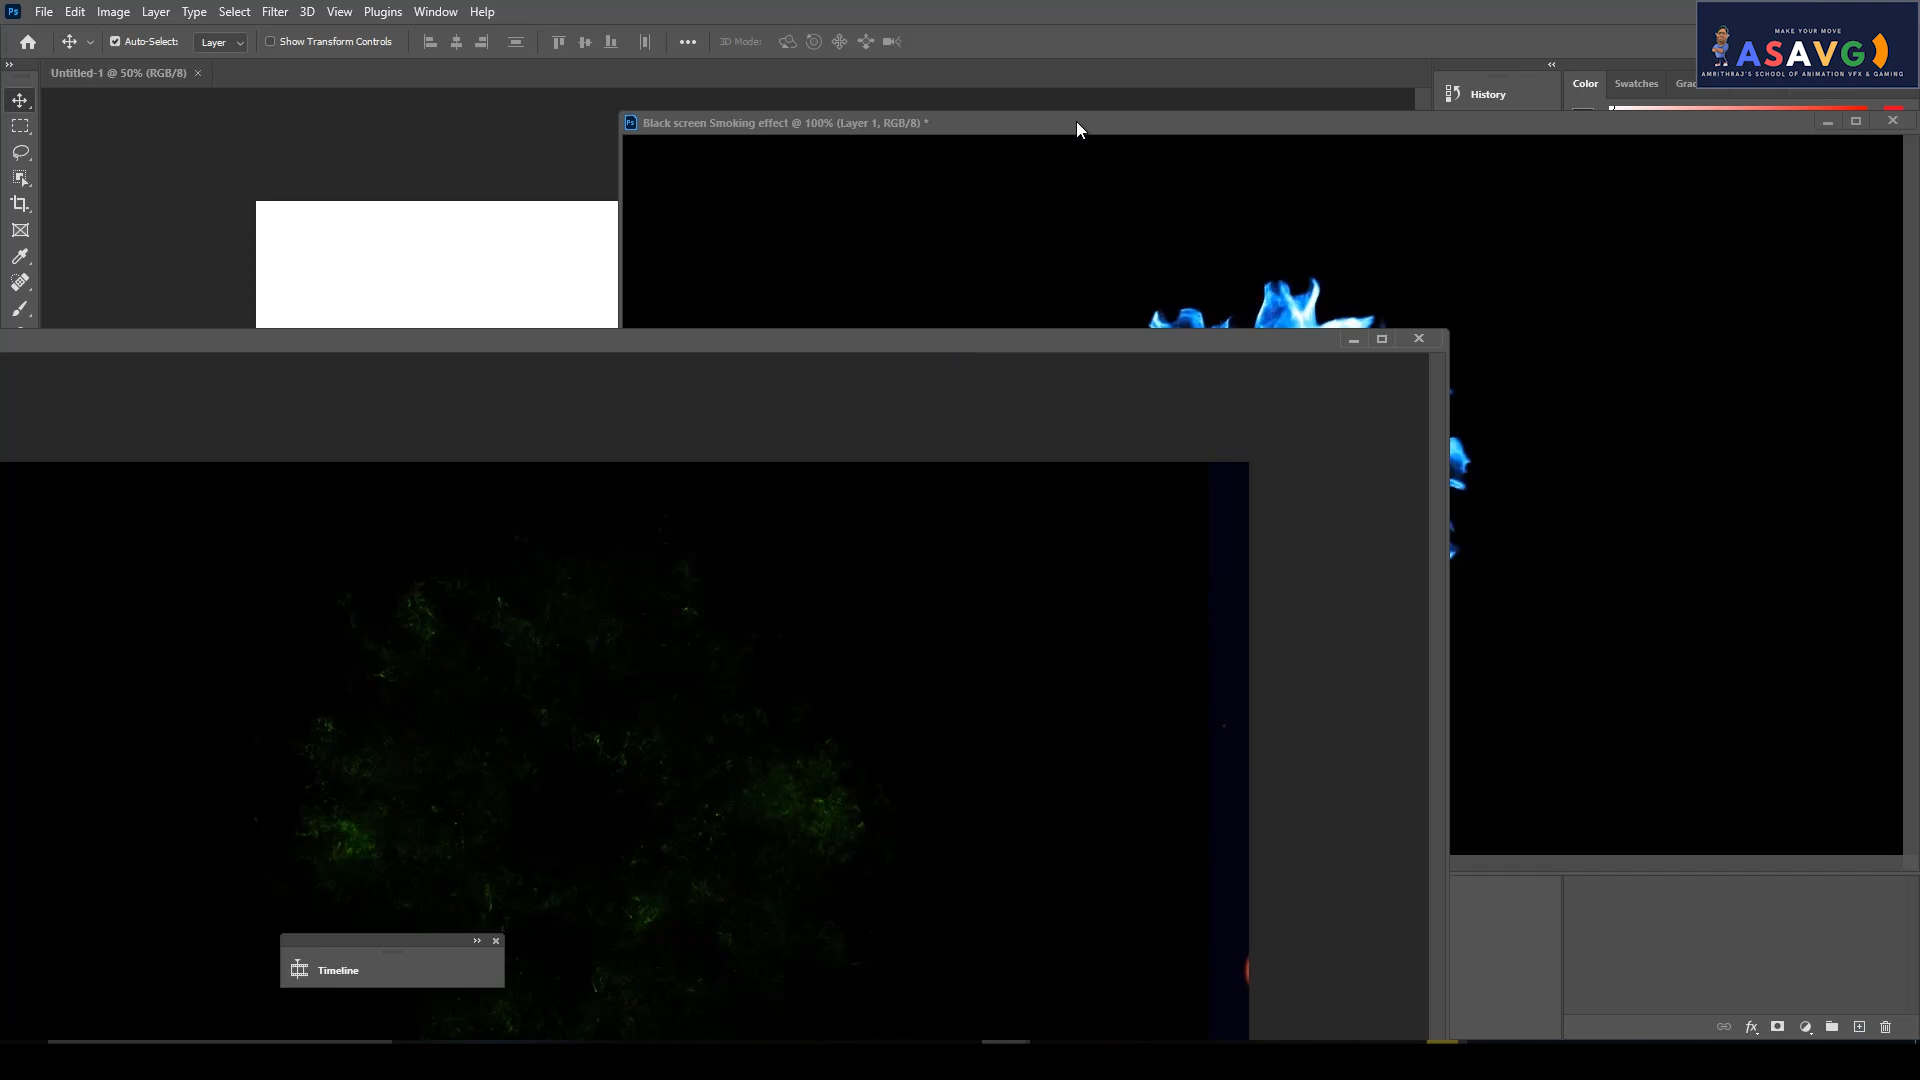 Ps File Edit Image Layer Type Select Filter 3D View Plugins Window Help
Auto-Select: Layer Show Transform Controls 3D Mode:
MAKE YOUR MOVE
ASAVG
AMRITHRAJ'S SCHOOL OF ANIMATION VFX & GAMING
Untitled-1 @ 50% (RGB/8) ×
History
Color Swatches
Ps Black screen Smoking effect @ 100% (Layer 1, RGB/8) *
Timeline
fx